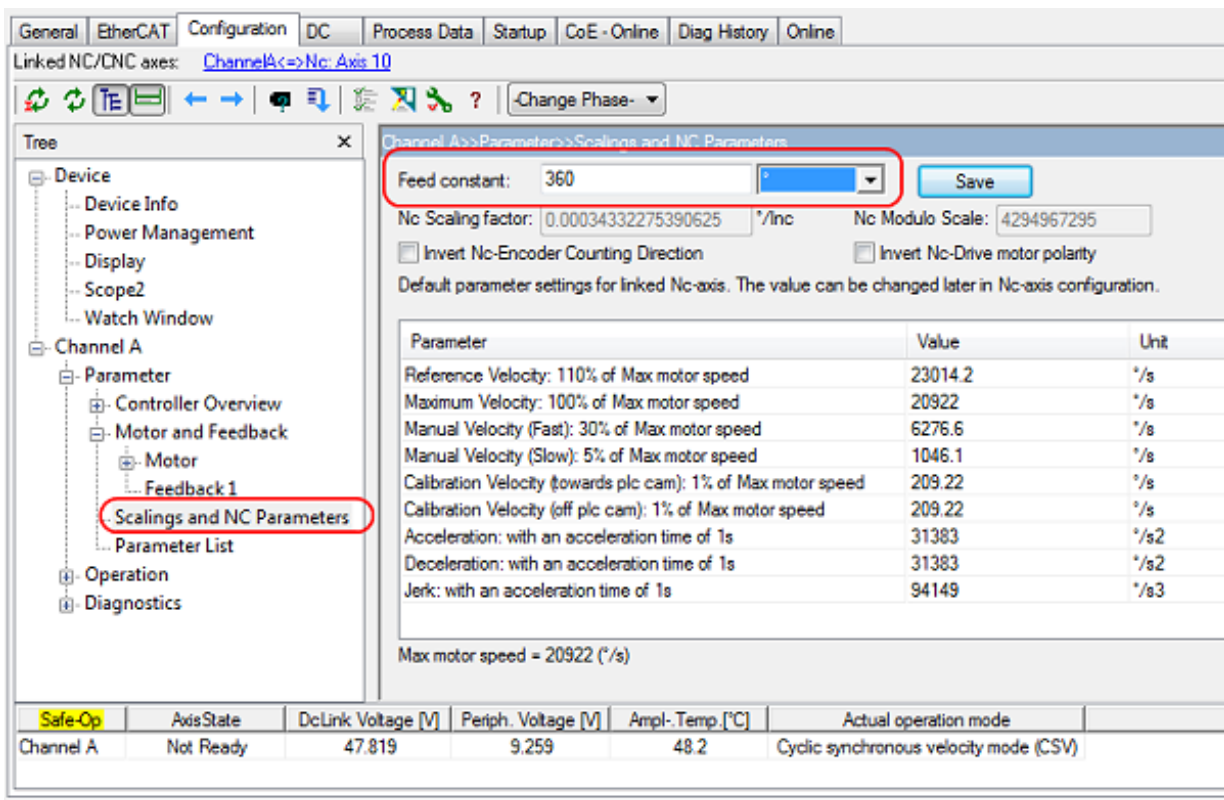 General EtherCAT Configuration DC Process Data Startup CoE - Online Diag History Online
Linked NC/CNC axes: ChannelA<=>Nc: Axis 10
TE ? -Change Phase-
Tree x
Channel A>>Parameter>>Scalings and NC Parameters
Device
Device Info
Power Management
Display
Scope2
Watch Window
Channel A
Parameter
Controller Overview
Motor and Feedback
Motor
Feedback 1
Scalings and NC Parameters
Parameter List
Operation
Diagnostics
Feed constant: 360 ° Save
Nc Scaling factor: 0.00034332275390625 °/Inc Nc Modulo Scale: 4294967295
Invert Nc-Encoder Counting Direction Invert Nc-Drive motor polarity
Default parameter settings for linked Nc-axis. The value can be changed later in Nc-axis configuration.
Parameter Value Unit
Reference Velocity: 110% of Max motor speed 23014.2 °/s
Maximum Velocity: 100% of Max motor speed 20922 °/s
Manual Velocity (Fast): 30% of Max motor speed 6276.6 °/s
Manual Velocity (Slow): 5% of Max motor speed 1046.1 °/s
Calibration Velocity (towards plc cam): 1% of Max motor speed 209.22 °/s
Calibration Velocity (off plc cam): 1% of Max motor speed 209.22 °/s
Acceleration: with an acceleration time of 1s 31383 °/s2
Deceleration: with an acceleration time of 1s 31383 °/s2
Jerk: with an acceleration time of 1s 94149 °/s3
Max motor speed = 20922 (°/s)
Safe-Op AxisState DcLink Voltage [V] Periph. Voltage [V] Ampl-.Temp.[°C] Actual operation mode
Channel A Not Ready 47.819 9.259 48.2 Cyclic synchronous velocity mode (CSV)